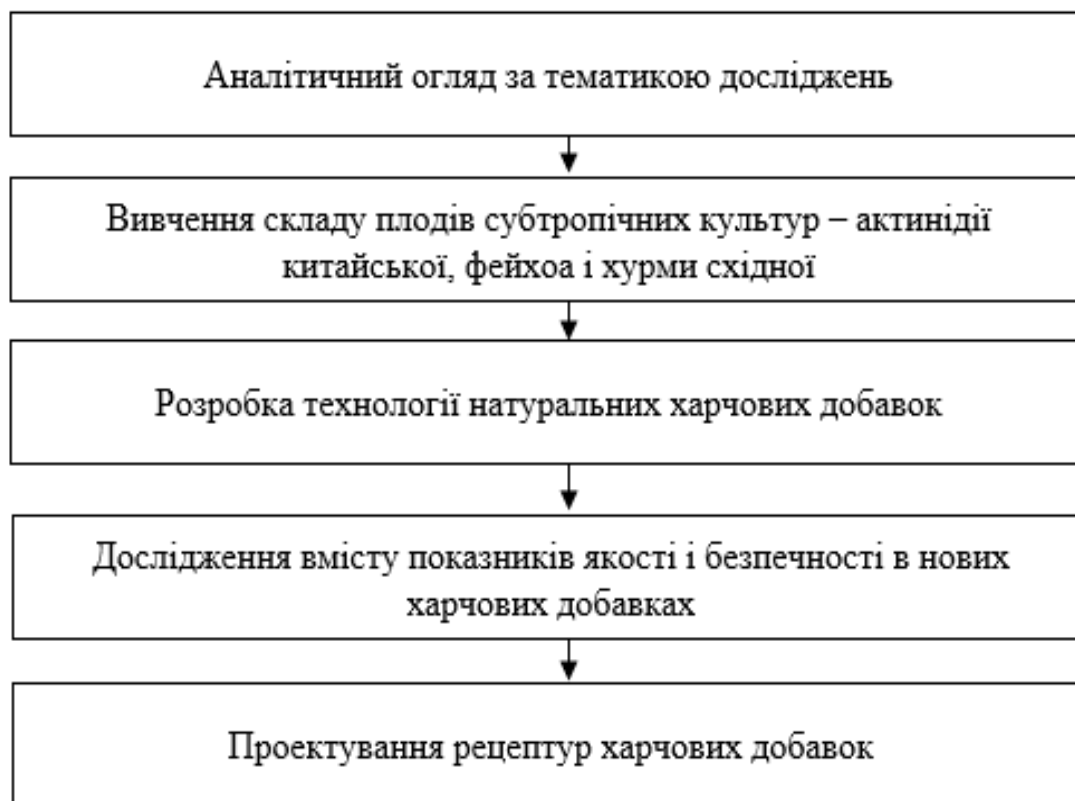 Аналітичний огляд за тематикою досліджень
Вивчення складу плодів субтропічних культур – актинідії
китайської, фейхоа і хурми східної
Розробка технології натуральних харчових добавок
Дослідження вмісту показників якості і безпечності в нових
харчових добавках
Проектування рецептур харчових добавок